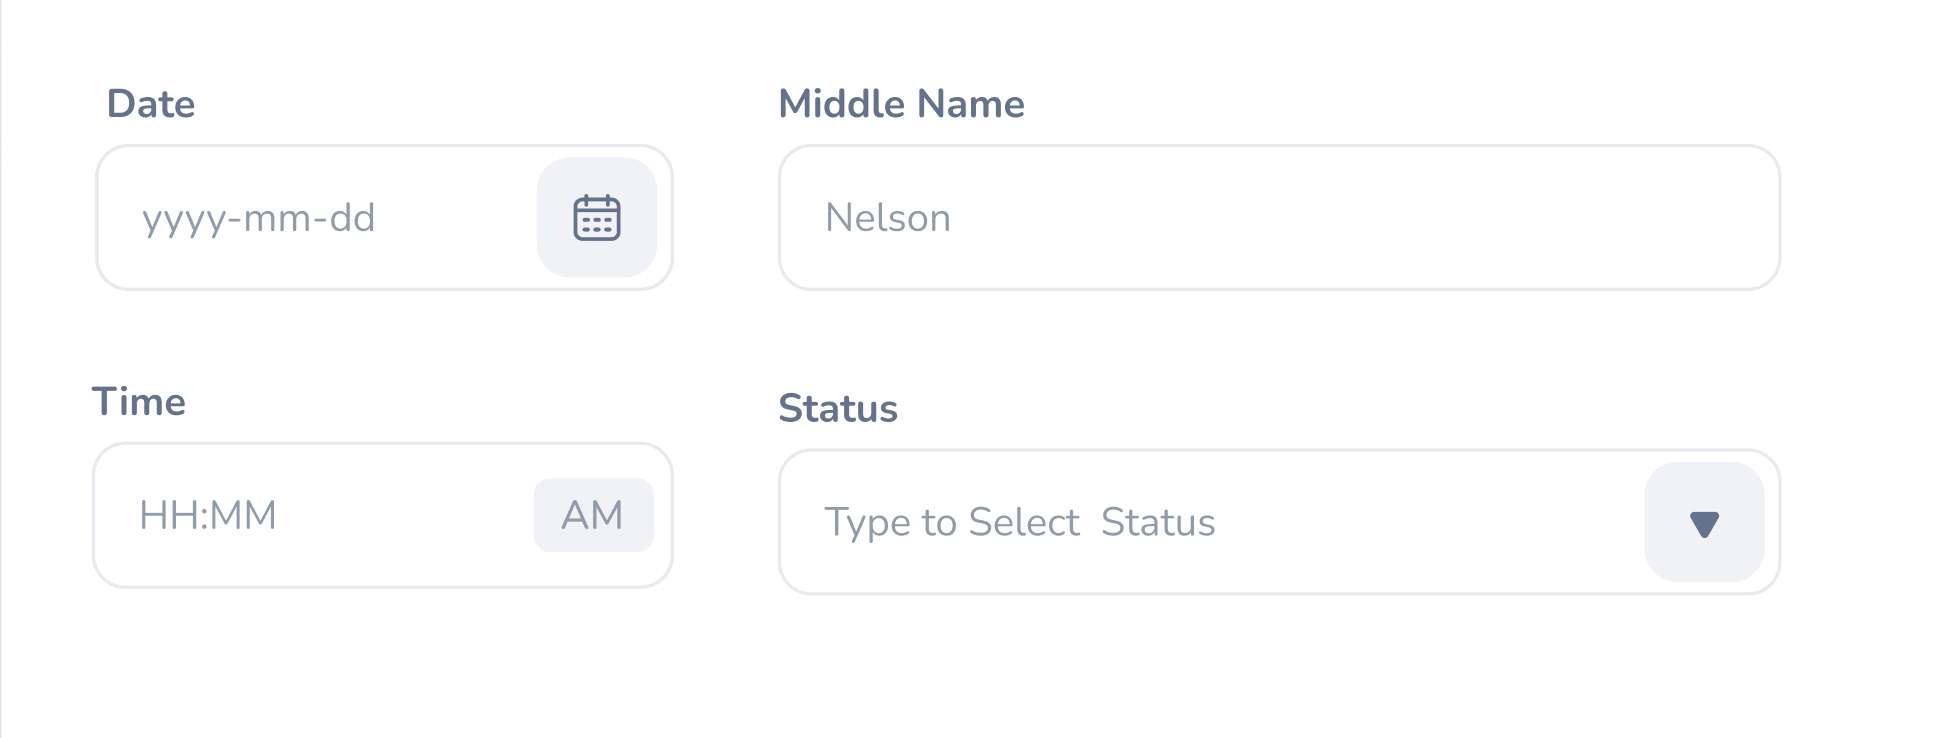 Date
Middle Name
yyyy-mm-dd
Nelson
Time
Status
HH:MM
AM
Type to Select  Status